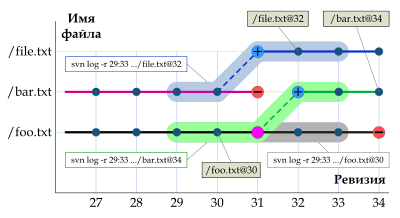 Имя
файла
/file.txt@32
/bar.txt@34
/file.txt
svn log -r 29:33 .../file.txt@32
/bar.txt
/foo.txt
svn log -r 29:33 .../bar.txt@34
svn log -r 29:33 .../foo.txt@30
/foo.txt@30
Ревизия
27 28 29 30 31 32 33 34